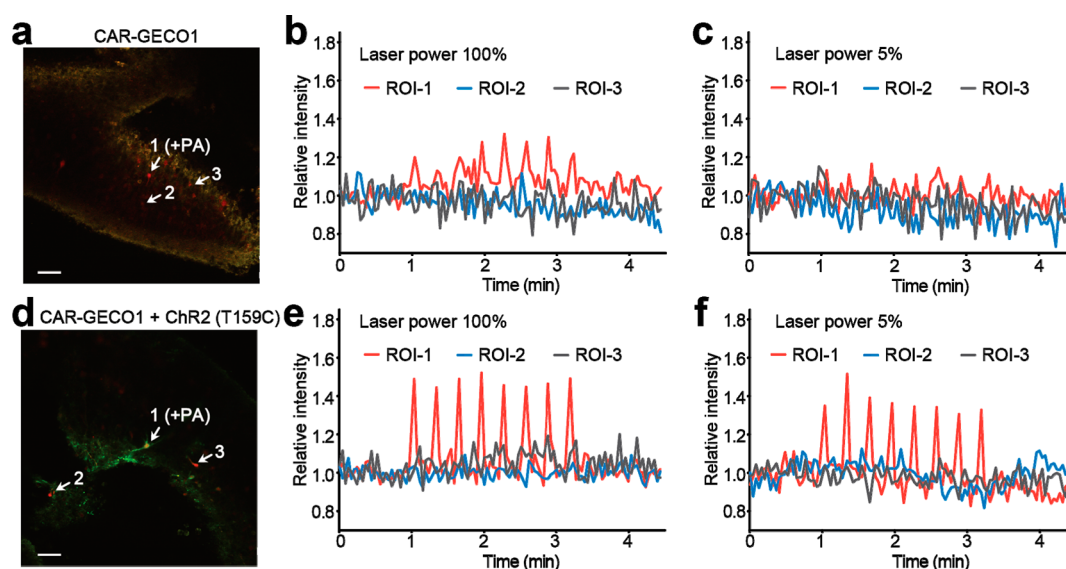 a
CAR-GECO1
1 (+PA)
2
3
b
Laser power 100%
ROI-1 ROI-2 ROI-3
Relative intensity
1.8
1.6
1.4
1.2
1.0
0.8
0 1 2 3 4
Time (min)
c
Laser power 5%
ROI-1 ROI-2 ROI-3
Relative intensity
1.8
1.6
1.4
1.2
1.0
0.8
0 1 2 3 4
Time (min)
d
CAR-GECO1 + ChR2 (T159C)
1 (+PA)
2
3
e
Laser power 100%
ROI-1 ROI-2 ROI-3
Relative intensity
1.8
1.6
1.4
1.2
1.0
0.8
0 1 2 3 4
Time (min)
f
Laser power 5%
ROI-1 ROI-2 ROI-3
Relative intensity
1.8
1.6
1.4
1.2
1.0
0.8
0 1 2 3 4
Time (min)